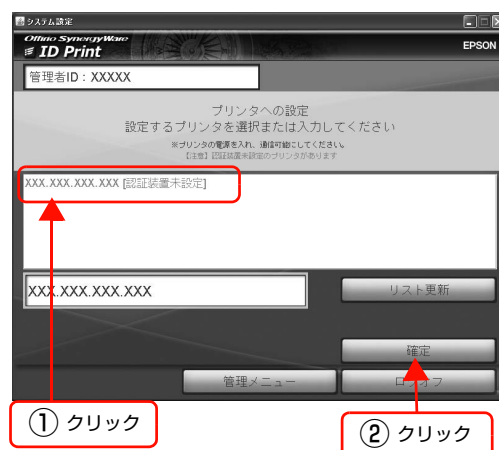 システム設定
Offirio SynergyWare
ID Print
EPSON
管理者ID：XXXXX
プリンタへの設定
設定するプリンタを選択または入力してください
※プリンタの電源を入れ、通信可能にしてください。
【注意】認証装置未設定のプリンタがあります
XXX.XXX.XXX.XXX [認証装置未設定]
XXX.XXX.XXX.XXX
リスト更新
確定
管理メニュー
ログオフ
① クリック
② クリック